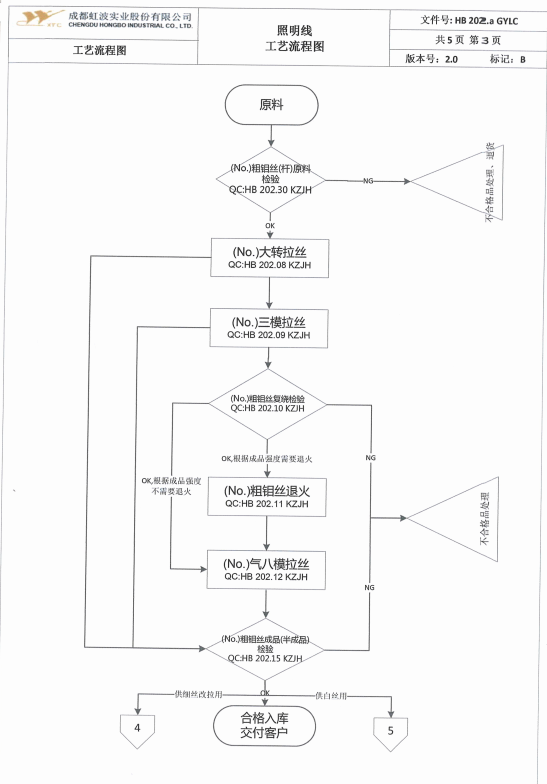 成都虹波实业股份有限公司
CHENGDU HONGBO INDUSTRIAL CO., LTD.
工艺流程图
照明线
工艺流程图
文件号: HB 202.a GYLC
共 5 页 第 3 页
版本号: 2.0 标记: B
原料
(No.)粗钼丝(杆)原料
检验
QC:HB 202.30 KZJH
NG
不合格品处理、退货
OK
(No.)大转拉丝
QC:HB 202.08 KZJH
(No.)三模拉丝
QC:HB 202.09 KZJH
(No.)粗钼丝复绕检验
QC:HB 202.10 KZJH
OK,根据成品强度需要退火
NG
OK,根据成品强度
不需要退火
(No.)粗钼丝退火
QC:HB 202.11 KZJH
不合格品处理
(No.)气八模拉丝
QC:HB 202.12 KZJH
NG
(No.)粗钼丝成品(半成品)
检验
QC:HB 202.15 KZJH
供细丝改拉用
OK
供白丝用
4
合格入库
交付客户
5